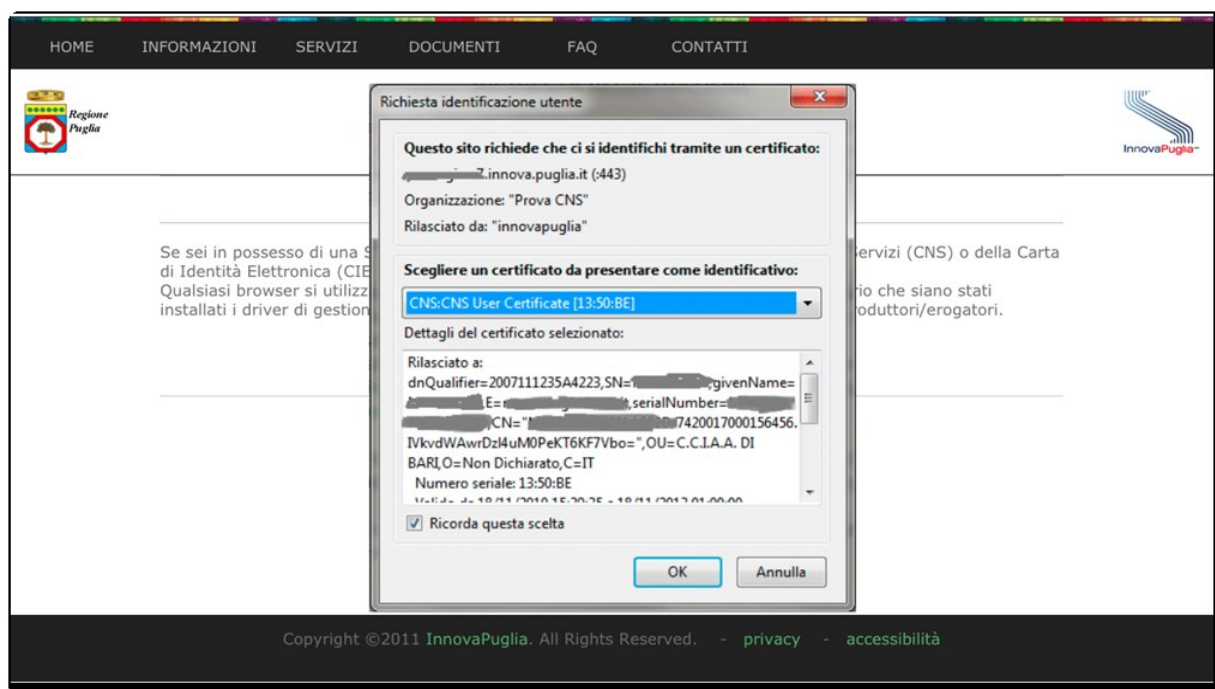 HOME INFORMAZIONI SERVIZI DOCUMENTI FAQ CONTATTI
Regione
Puglia
InnovaPuglia
Richiesta identificazione utente
Questo sito richiede che ci si identifichi tramite un certificato:
7.innova.puglia.it (:443)
Organizzazione: "Prova CNS"
Rilasciato da: "innovapuglia"
Se sei in possesso di una ervizi (CNS) o della Carta
di Identità Elettronica (CIE
Qualsiasi browser si utilizz rio che siano stati
installati i driver di gestion roduttori/erogatori.
Scegliere un certificato da presentare come identificativo:
CNS:CNS User Certificate [13:50:BE]
Dettagli del certificato selezionato:
Rilasciato a:
dnQualifier=2007111235A4223,SN= ,givenName=
,E= ,serialNumber=
,CN=" /7420017000156456.
IVkvdWAwrDzl4uM0PeKT6KF7Vbo=",OU=C.C.I.A.A. DI
BARI,O=Non Dichiarato,C=IT
Numero seriale: 13:50:BE
Ricorda questa scelta
OK Annulla
Copyright ©2011 InnovaPuglia. All Rights Reserved. - privacy - accessibilità